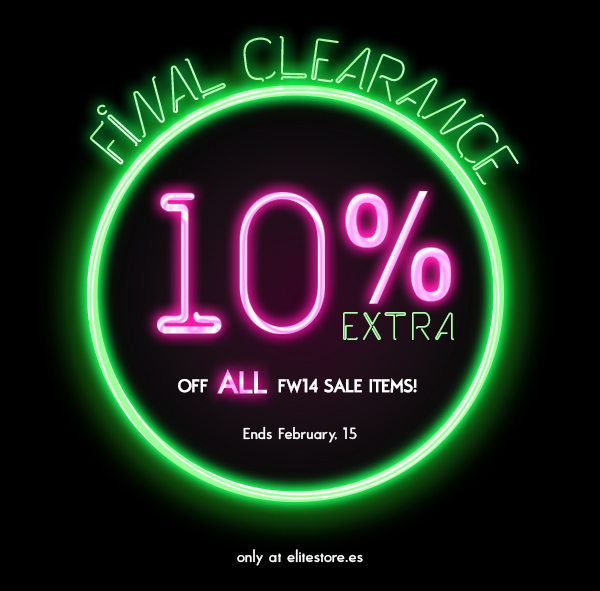 FINAL CLEARANCE
10%
EXTRA
OFF ALL FW14 SALE ITEMS!
Ends February, 15
only at elitestore.es